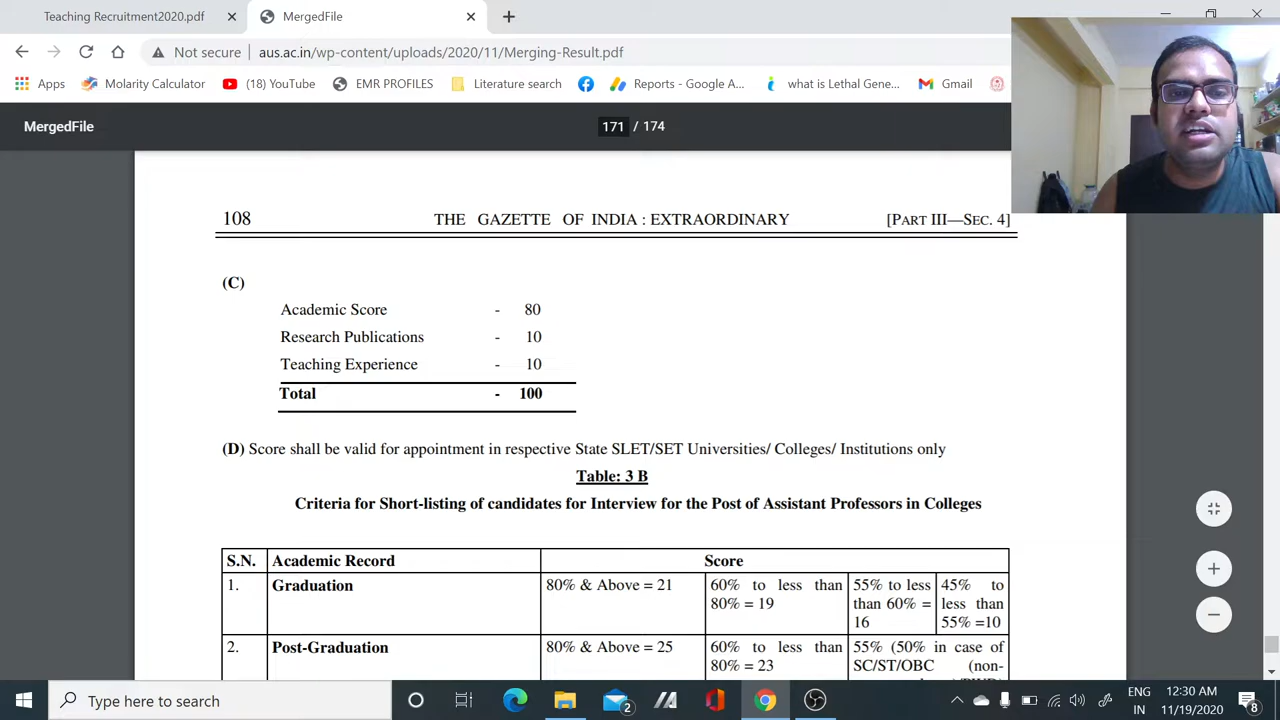 Teaching Recruitment2020.pdf
MergedFile
Not secure
aus.ac.in/wp-content/uploads/2020/11/Merging-Result.pdf
Apps
Molarity Calculator
(18) YouTube
EMR PROFILES
Literature search
Reports - Google A...
what is Lethal Gene...
Gmail
MergedFile
171 / 174
108
THE GAZETTE OF INDIA : EXTRAORDINARY
[PART III—SEC. 4]
(C)
Academic Score - 80
Research Publications - 10
Teaching Experience - 10
Total - 100
(D) Score shall be valid for appointment in respective State SLET/SET Universities/ Colleges/ Institutions only
Table: 3 B
Criteria for Short-listing of candidates for Interview for the Post of Assistant Professors in Colleges
S.N. Academic Record Score
1. Graduation
80% & Above = 21
60% to less than
80% = 19
55% to less
than 60% =
16
45% to
less than
55% =10
2. Post-Graduation
80% & Above = 25
60% to less than
80% = 23
55% (50% in case of
SC/ST/OBC (non-
Type here to search
2
ENG
IN
12:30 AM
11/19/2020
8